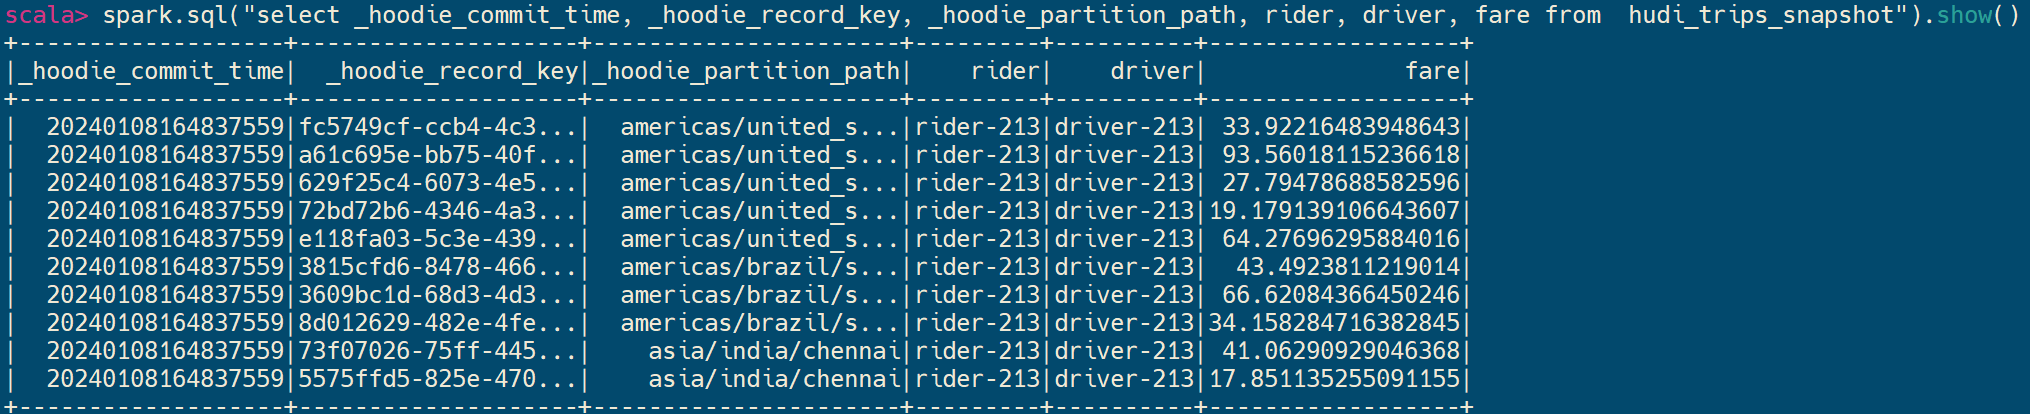 scala> spark.sql("select _hoodie_commit_time, _hoodie_record_key, _hoodie_partition_path, rider, driver, fare from  hudi_trips_snapshot").show()
+-------------------+--------------------+----------------------+---------+----------+------------------+
|_hoodie_commit_time|  _hoodie_record_key|_hoodie_partition_path|    rider|    driver|              fare|
+-------------------+--------------------+----------------------+---------+----------+------------------+
|  20240108164837559|fc5749cf-ccb4-4c3...|  americas/united_s...|rider-213|driver-213| 33.92216483948643|
|  20240108164837559|a61c695e-bb75-40f...|  americas/united_s...|rider-213|driver-213| 93.56018115236618|
|  20240108164837559|629f25c4-6073-4e5...|  americas/united_s...|rider-213|driver-213| 27.79478688582596|
|  20240108164837559|72bd72b6-4346-4a3...|  americas/united_s...|rider-213|driver-213|19.179139106643607|
|  20240108164837559|e118fa03-5c3e-439...|  americas/united_s...|rider-213|driver-213| 64.27696295884016|
|  20240108164837559|3815cfd6-8478-466...|  americas/brazil/s...|rider-213|driver-213|  43.4923811219014|
|  20240108164837559|3609bc1d-68d3-4d3...|  americas/brazil/s...|rider-213|driver-213| 66.62084366450246|
|  20240108164837559|8d012629-482e-4fe...|  americas/brazil/s...|rider-213|driver-213|34.158284716382845|
|  20240108164837559|73f07026-75ff-445...|    asia/india/chennai|rider-213|driver-213| 41.06290929046368|
|  20240108164837559|5575ffd5-825e-470...|    asia/india/chennai|rider-213|driver-213|17.851135255091155|
+-------------------+--------------------+----------------------+---------+----------+------------------+